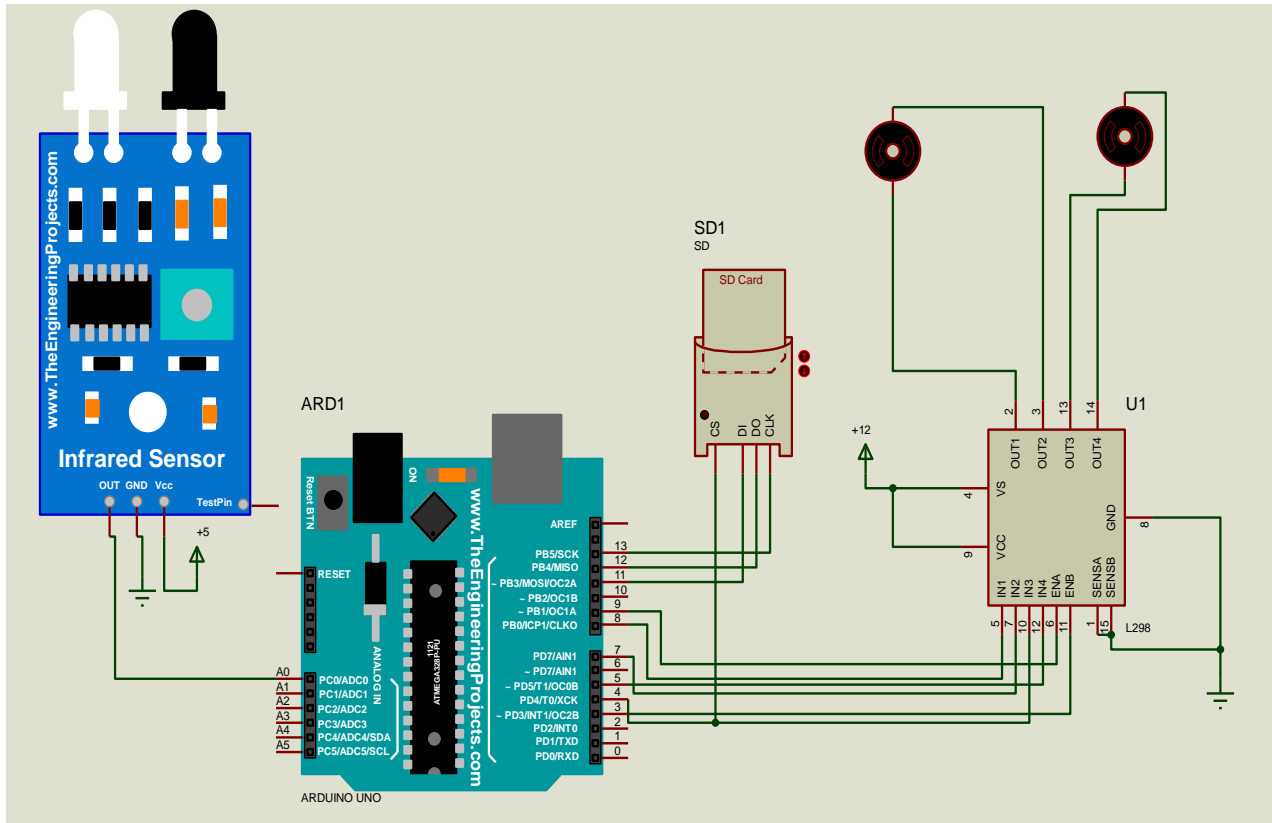 www.TheEngineeringProjects.com
Infrared Sensor
OUT GND Vcc
TestPin
+5
ARD1
Reset BTN
ON
www.TheEngineeringProjects.com
RESET
ANALOG IN
1121
ATMEGA328P-PU
A0 PC0/ADC0
A1 PC1/ADC1
A2 PC2/ADC2
A3 PC3/ADC3
A4 PC4/ADC4/SDA
A5 PC5/ADC5/SCL
AREF
PB5/SCK 13
PB4/MISO 12
~ PB3/MOSI/OC2A 11
~ PB2/OC1B 10
~ PB1/OC1A 9
PB0/ICP1/CLKO 8
PD7/AIN1 7
~ PD7/AIN1 6
~ PD5/T1/OC0B 5
PD4/T0/XCK 4
~ PD3/INT1/OC2B 3
PD2/INT0 2
PD1/TXD 1
PD0/RXD 0
ARDUINO UNO
SD1
SD
SD Card
CS DI DO CLK
+12
U1
2 3 13 14
OUT1 OUT2 OUT3 OUT4
4 VS
GND 8
9 VCC
IN1 IN2 IN3 IN4 ENA ENB SENSA SENSB
5 7 10 12 6 11 1 15
L298